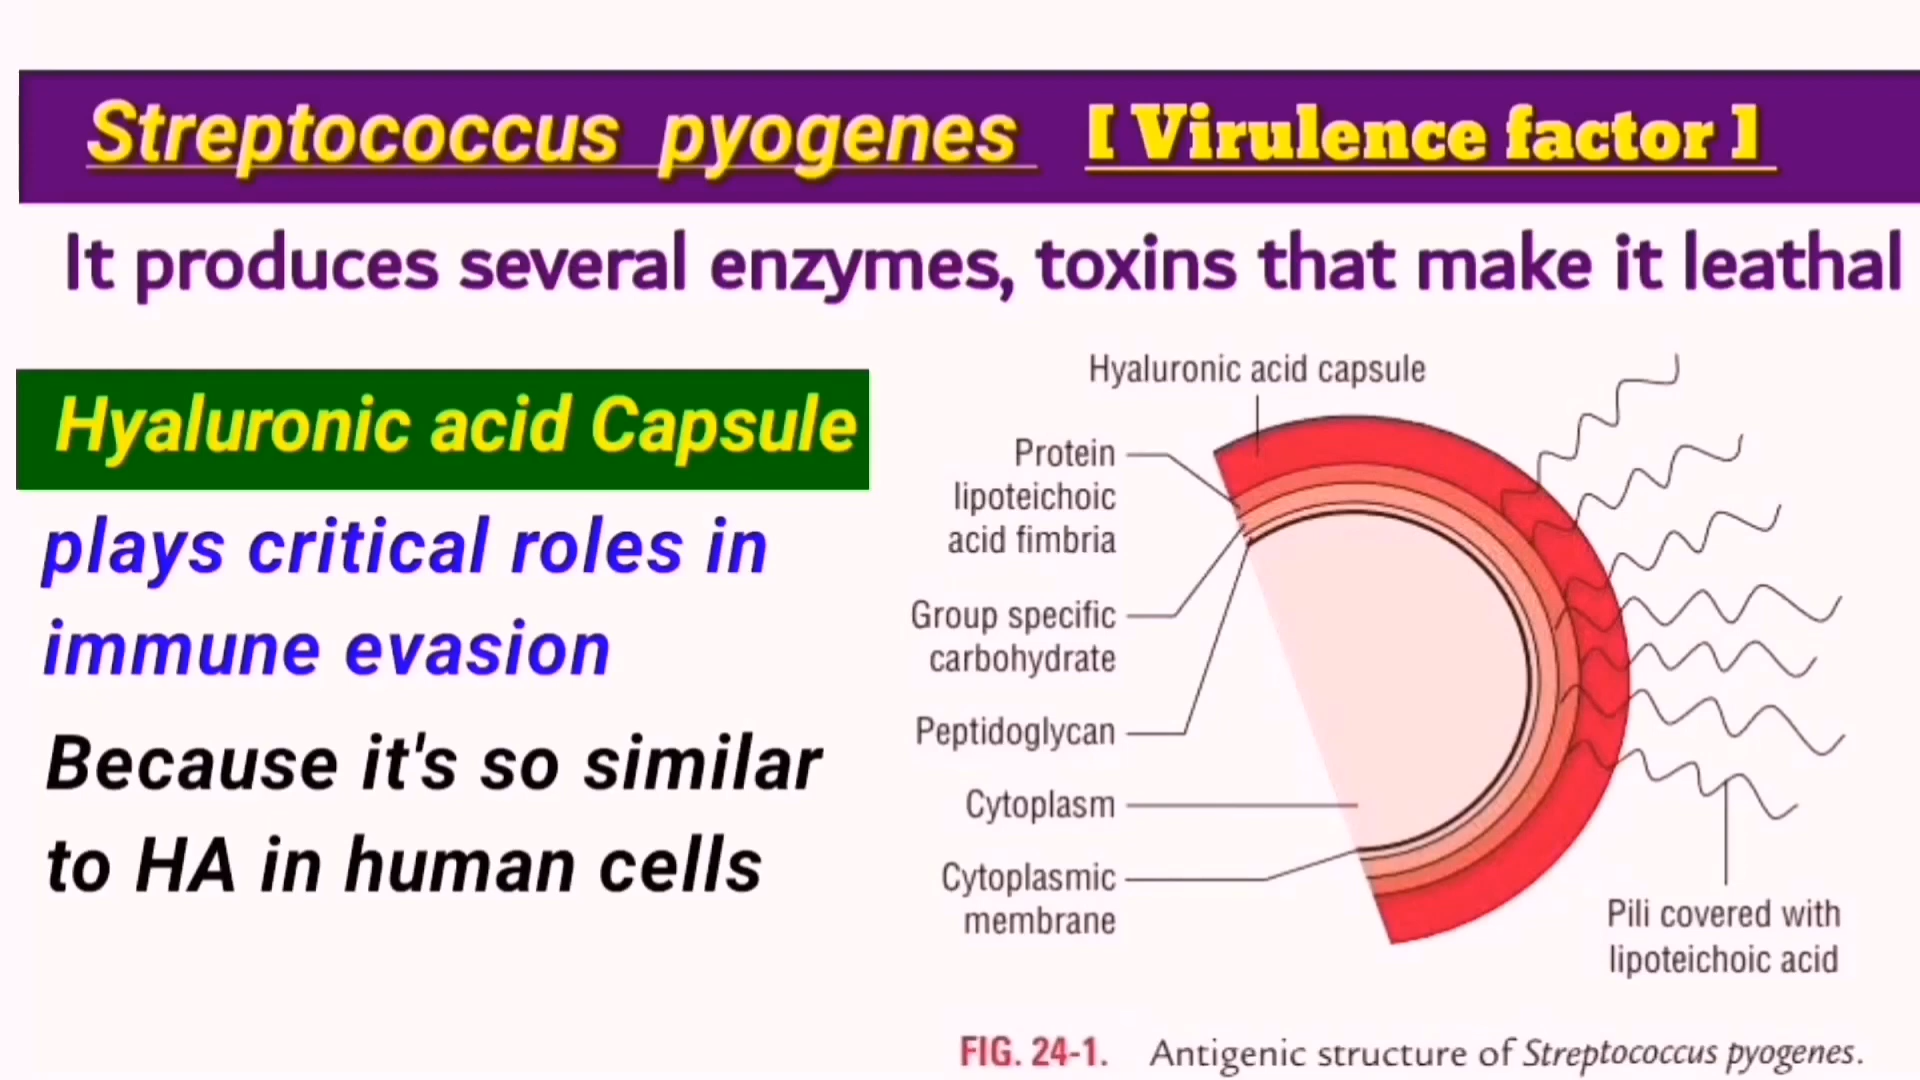 Streptococcus pyogenes [ Virulence factor ]
It produces several enzymes, toxins that make it leathal
Hyaluronic acid Capsule
plays critical roles in
immune evasion
Because it's so similar
to HA in human cells
Hyaluronic acid capsule
Protein
lipoteichoic
acid fimbria
Group specific
carbohydrate
Peptidoglycan
Cytoplasm
Cytoplasmic
membrane
Pili covered with
lipoteichoic acid
FIG. 24-1. Antigenic structure of Streptococcus pyogenes.